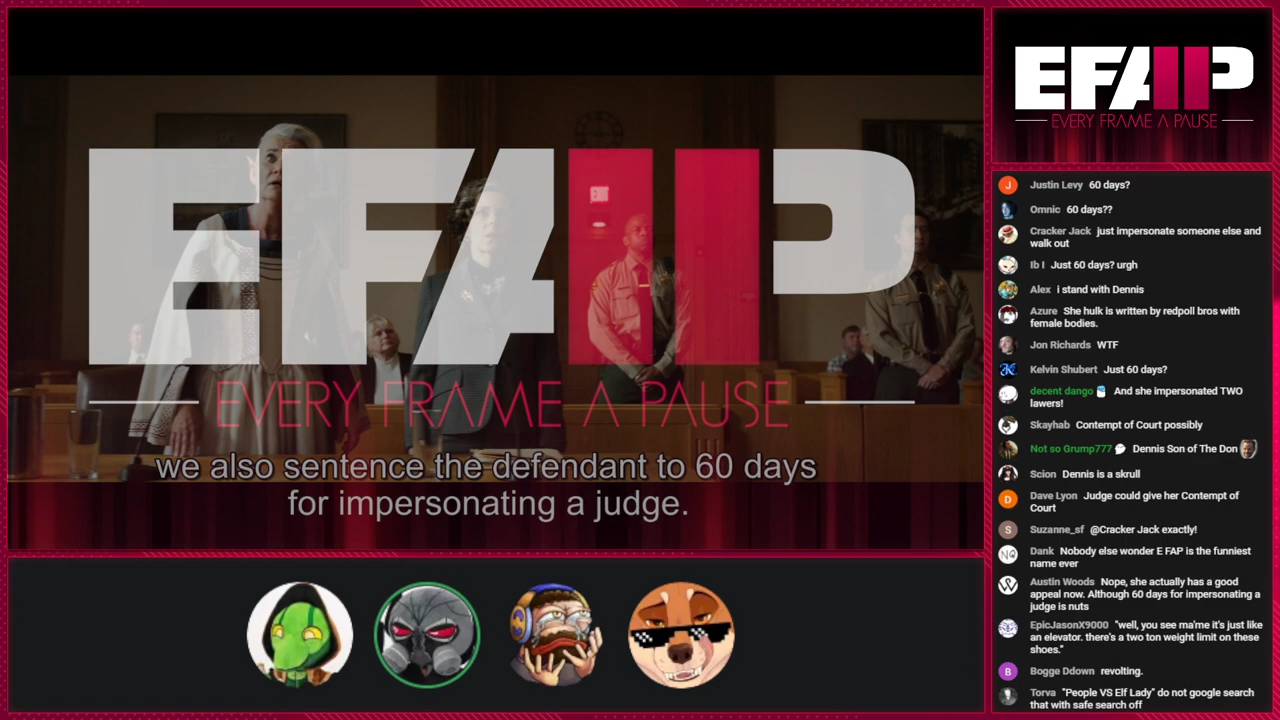 EFAP
EVERY FRAME A PAUSE
we also sentence the defendant to 60 days
for impersonating a judge.
EFAP
EVERY FRAME A PAUSE
J Justin Levy 60 days?
Omnic 60 days??
Cracker Jack just impersonate someone else and
walk out
Ib I Just 60 days? urgh
Alex i stand with Dennis
Azure She hulk is written by redpoll bros with
female bodies.
Jon Richards WTF
Kelvin Shubert Just 60 days?
decent dango And she impersonated TWO
lawers!
Skayhab Contempt of Court possibly
Not so Grump777 Dennis Son of The Don
Scion Dennis is a skrull
D Dave Lyon Judge could give her Contempt of
Court
S Suzanne_sf @Cracker Jack exactly!
NQ Dank Nobody else wonder E FAP is the funniest
name ever
Austin Woods Nope, she actually has a good
appeal now. Although 60 days for impersonating a
judge is nuts
EpicJasonX9000 "well, you see ma'me it's just like
an elevator. there's a two ton weight limit on these
shoes."
B Bogge Ddown revolting.
Torva "People VS Elf Lady" do not google search
that with safe search off